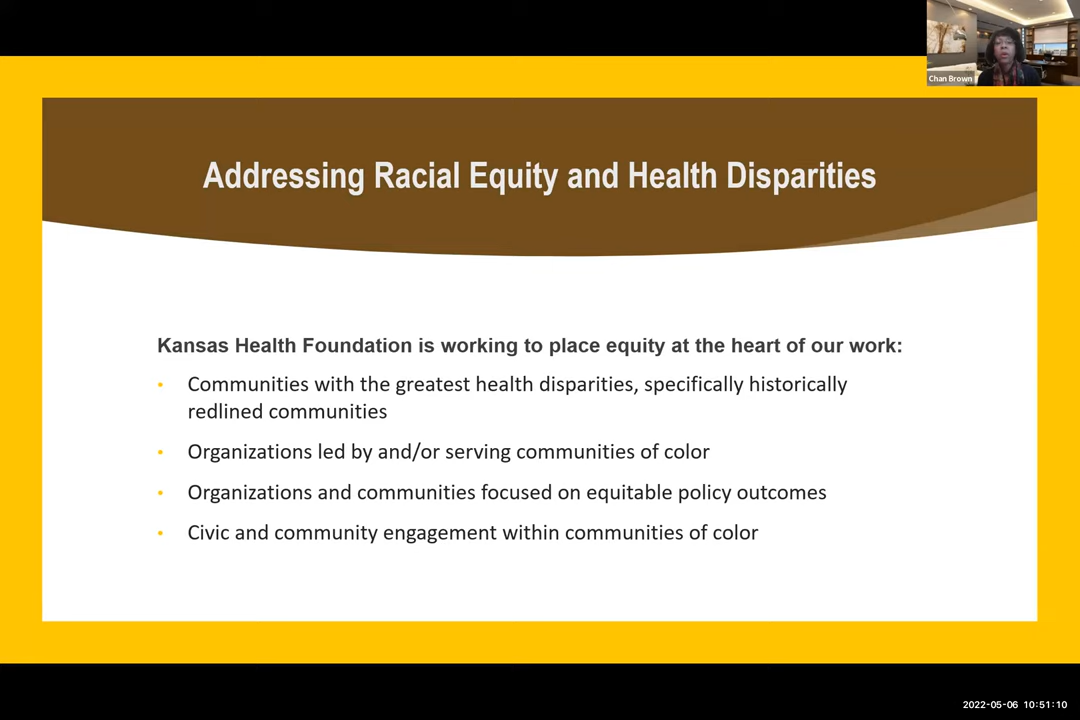 Chan Brown
Addressing Racial Equity and Health Disparities
Kansas Health Foundation is working to place equity at the heart of our work:
• Communities with the greatest health disparities, specifically historically
redlined communities
• Organizations led by and/or serving communities of color
• Organizations and communities focused on equitable policy outcomes
• Civic and community engagement within communities of color
2022-05-06 10:51:10